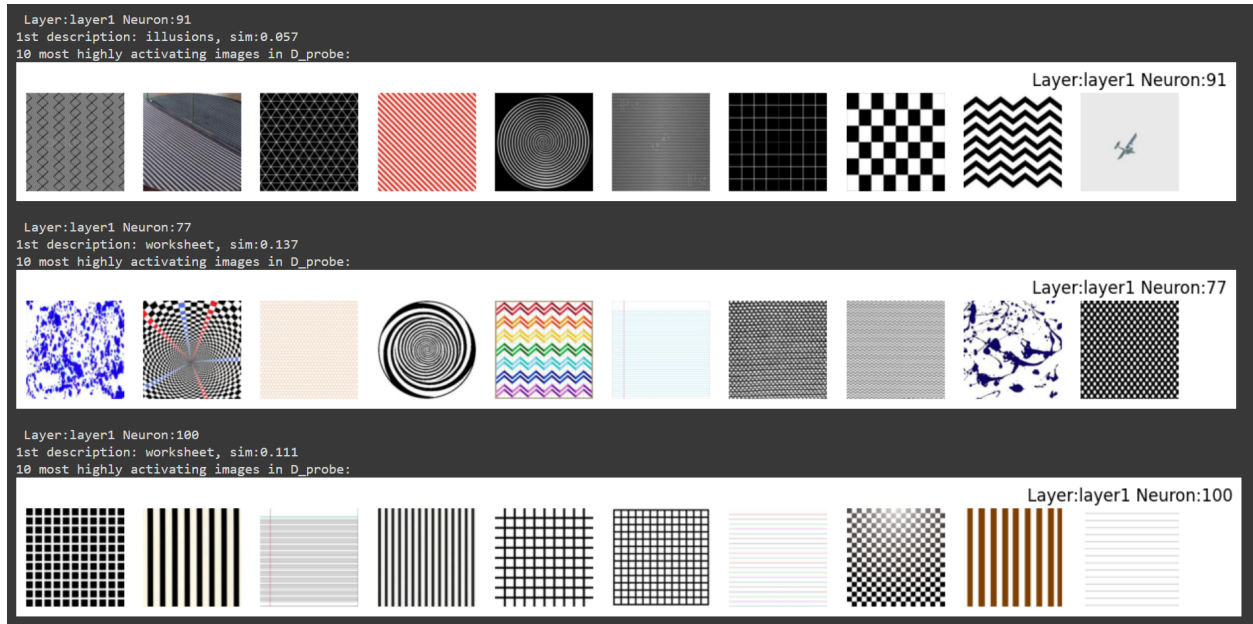 Layer:layer1 Neuron:91
1st description: illusions, sim:0.057
10 most highly activating images in D_probe:
Layer:layer1 Neuron:91
Layer:layer1 Neuron:77
1st description: worksheet, sim:0.137
10 most highly activating images in D_probe:
Layer:layer1 Neuron:77
Layer:layer1 Neuron:100
1st description: worksheet, sim:0.111
10 most highly activating images in D_probe:
Layer:layer1 Neuron:100